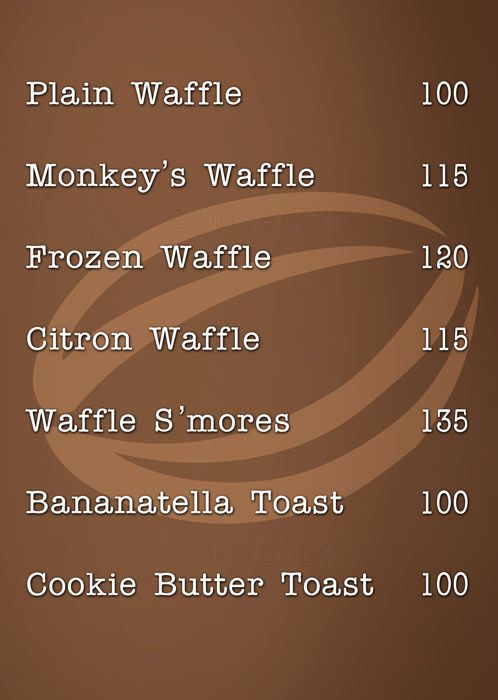 Plain Waffle 100
Monkey's Waffle 115
zomato
Frozen Waffle 120
Citron Waffle 115
Waffle S'mores 135
Bananatella Toast 100
zomato
Cookie Butter Toast 100